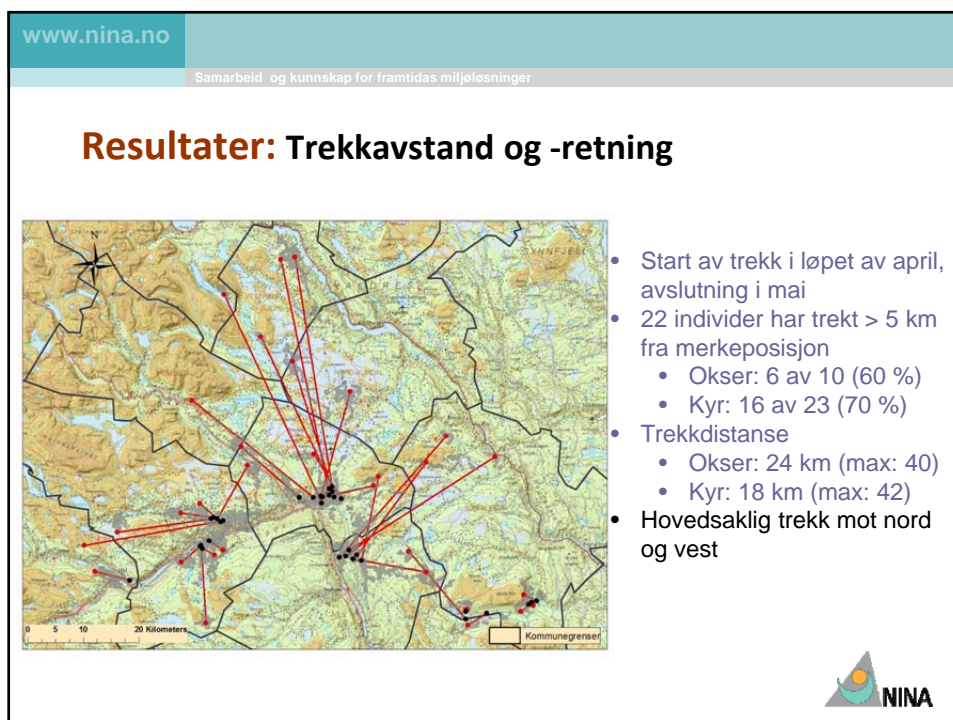 www.nina.no
Samarbeid og kunnskap for framtidas miljøløsninger
Resultater: Trekkavstand og -retning
N
• Start av trekk i løpet av april,
avslutning i mai
• 22 individer har trekt > 5 km
fra merkeposisjon
• Okser: 6 av 10 (60 %)
• Kyr: 16 av 23 (70 %)
• Trekkdistanse
• Okser: 24 km (max: 40)
• Kyr: 18 km (max: 42)
• Hovedsaklig trekk mot nord
og vest
0 5 10 20 Kilometers
Kommunegrenser
NINA